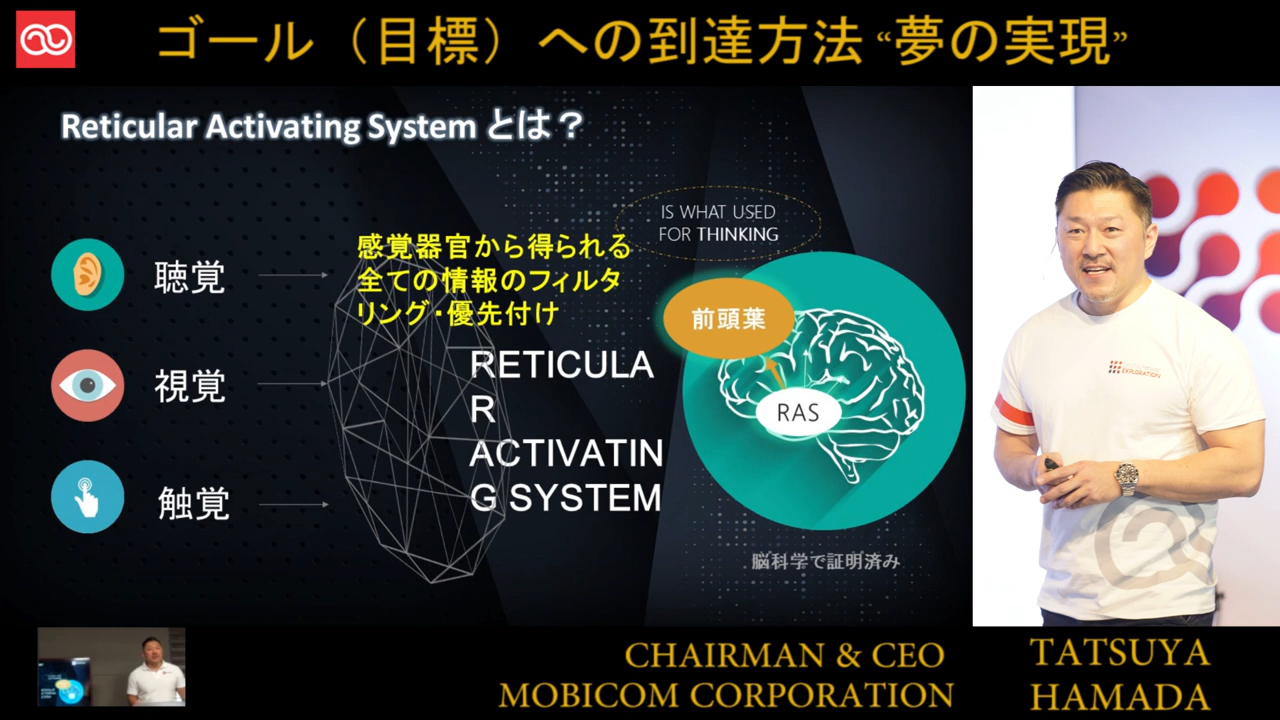 ゴール（目標）への到達方法 “夢の実現”
Reticular Activating System とは？
IS WHAT USED
FOR THINKING
聴覚
感覚器官から得られる
全ての情報のフィルタ
リング・優先付け
前頭葉
視覚
RETICULA
R
ACTIVATIN
G SYSTEM
RAS
触覚
脳科学で証明済み
EXPLORATION
CHAIRMAN & CEO
MOBICOM CORPORATION
TATSUYA
HAMADA